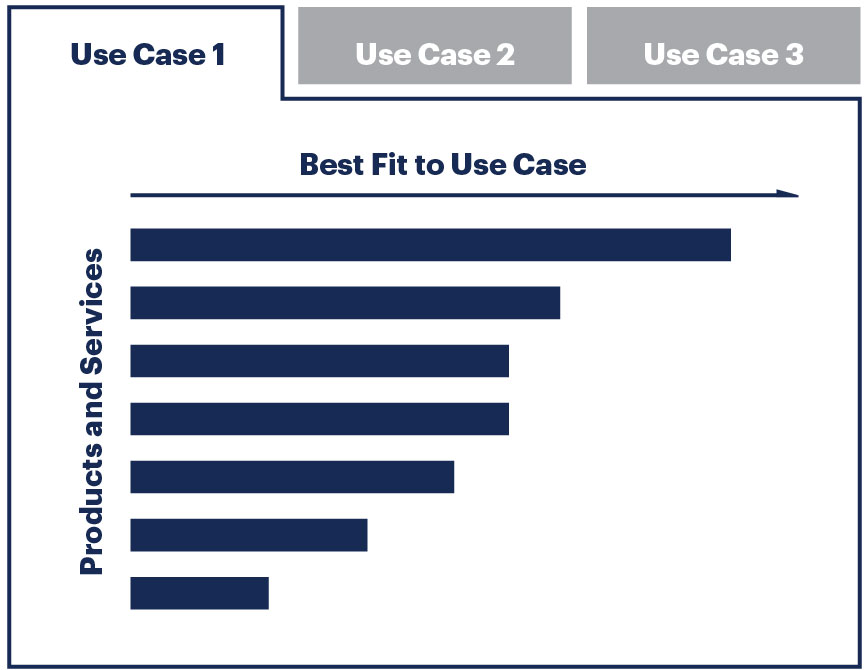 Use Case 1
Use Case 2
Use Case 3
Best Fit to Use Case
Products and Services